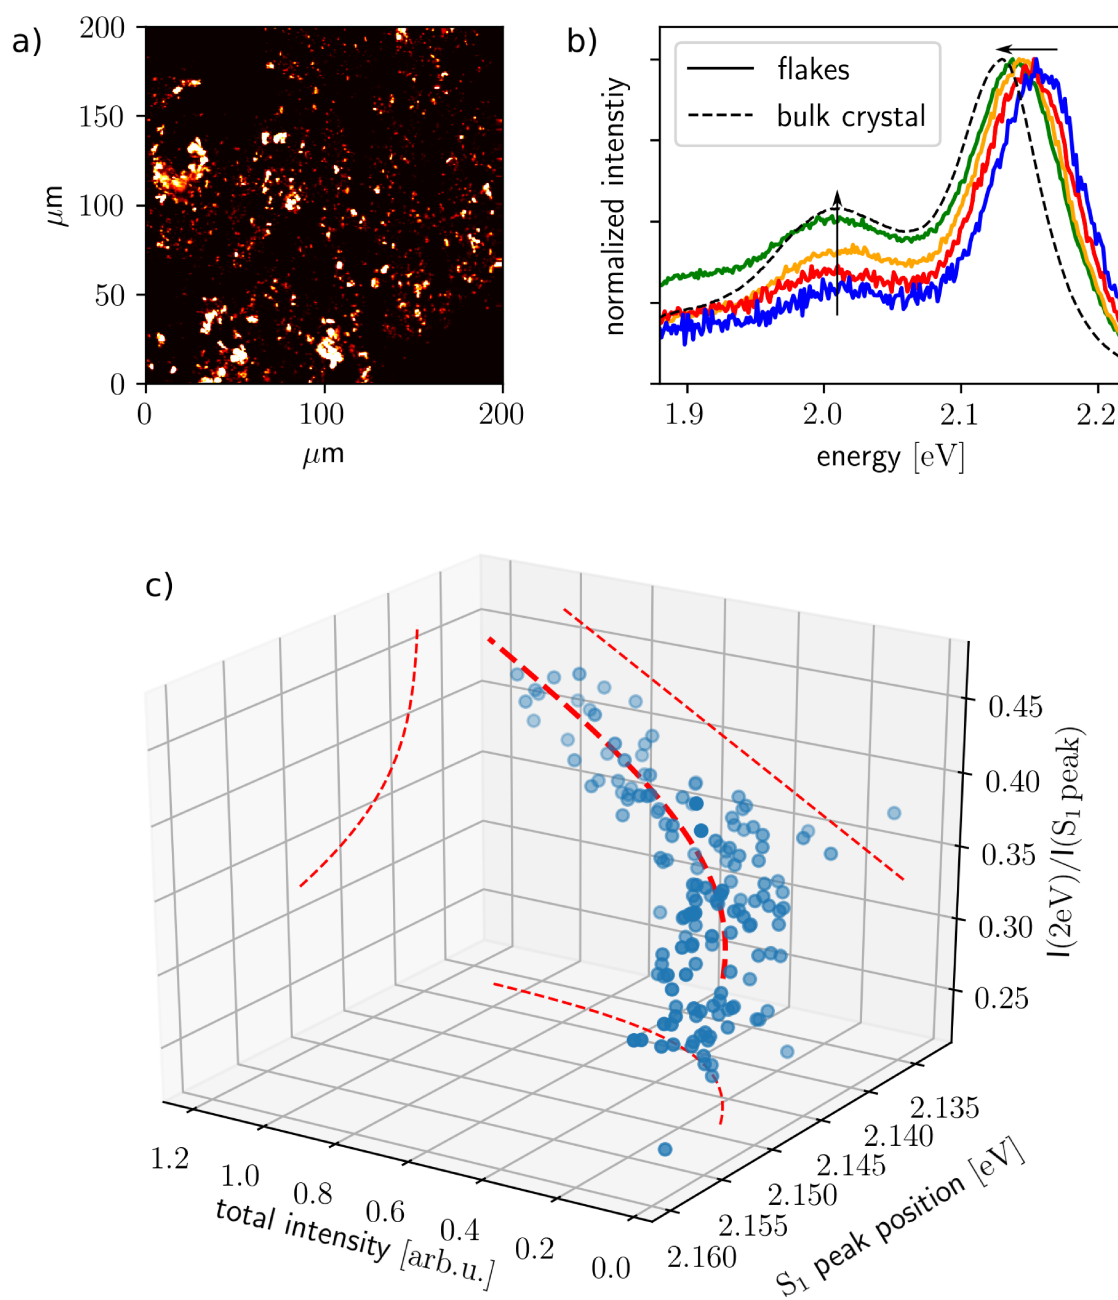 a)
200
150
100
50
0
μm
0
100
200
μm
b)
flakes
bulk crystal
normalized intenstiy
1.9
2.0
2.1
2.2
energy [eV]
c)
0.45
0.40
0.35
0.30
0.25
I(2eV)/I(S₁ peak)
1.2
1.0
0.8
0.6
0.4
0.2
0.0
total intensity [arb.u.]
2.135
2.140
2.145
2.150
2.155
2.160
S₁ peak position [eV]